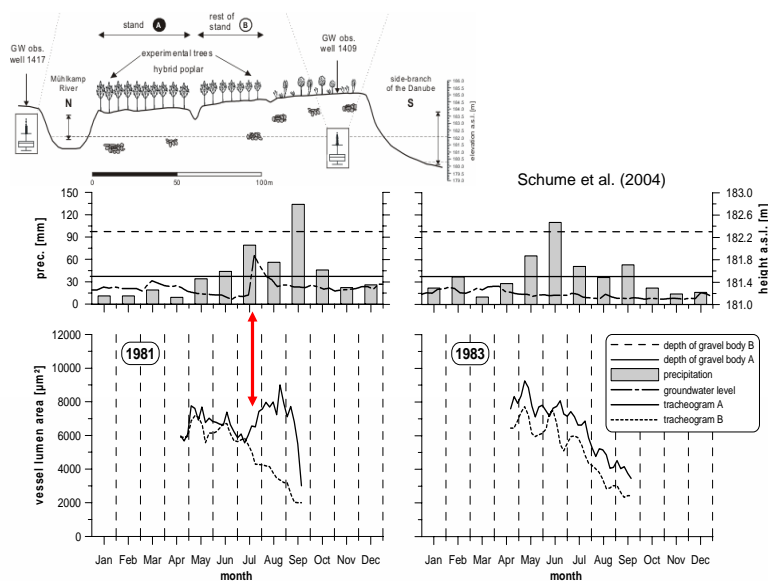 stand A
rest of
stand B
GW obs.
well 1417
experimental trees
hybrid poplar
GW obs.
well 1409
Mühlkamp
River
N
side-branch
of the Danube
S
elevation a.s.l. [m]
0 50 100m
Schume et al. (2004)
prec. [mm]
150
120
90
60
30
0
183.0
182.6
182.2
181.8
181.4
181.0
height a.s.l. [m]
1981
1983
vessel lumen area [µm²]
12000
10000
8000
6000
4000
2000
0
depth of gravel body B
depth of gravel body A
precipitation
groundwater level
tracheogram A
tracheogram B
Jan Feb Mar Apr May Jun Jul Aug Sep Oct Nov Dec
month
Jan Feb Mar Apr May Jun Jul Aug Sep Oct Nov Dec
month